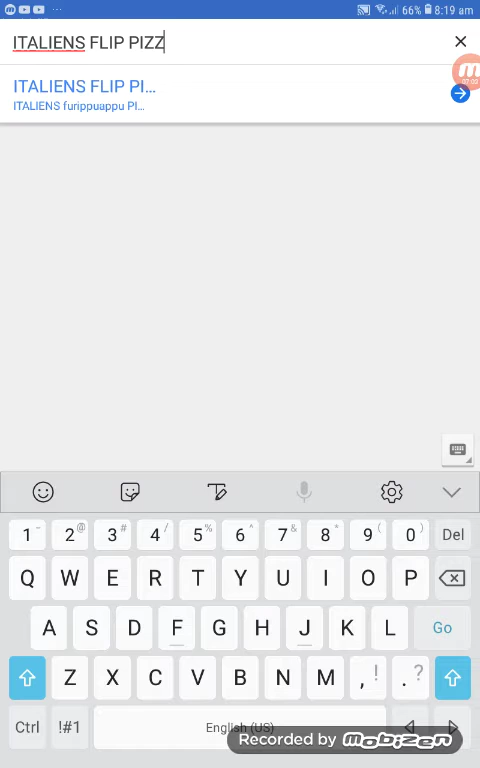 66% 8:19 am
ITALIENS FLIP PIZZ
ITALIENS FLIP PI...
ITALIENS furippuappu PI...
1 - 2 @ 3 # 4 / 5 % 6 ^ 7 & 8 * 9 ( 0 ) Del
Q W E R T Y U I O P
A S D F G H J K L Go
Z X C V B N M , ! . ?
Ctrl !#1 English (US)
Recorded by mobizen